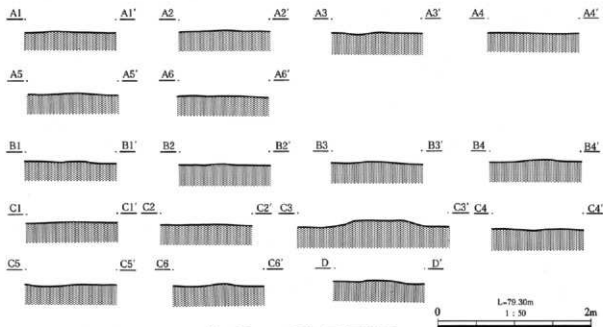 A1 A1' A2 A2' A3 A3' A4 A4'
A5 A5' A6 A6'
B1 B1' B2 B2' B3 B3' B4 B4'
C1 C1' C2 C2' C3 C3' C4 C4'
C5 C5' C6 C6' D D'
L=79.30m
0 1 : 50 2m